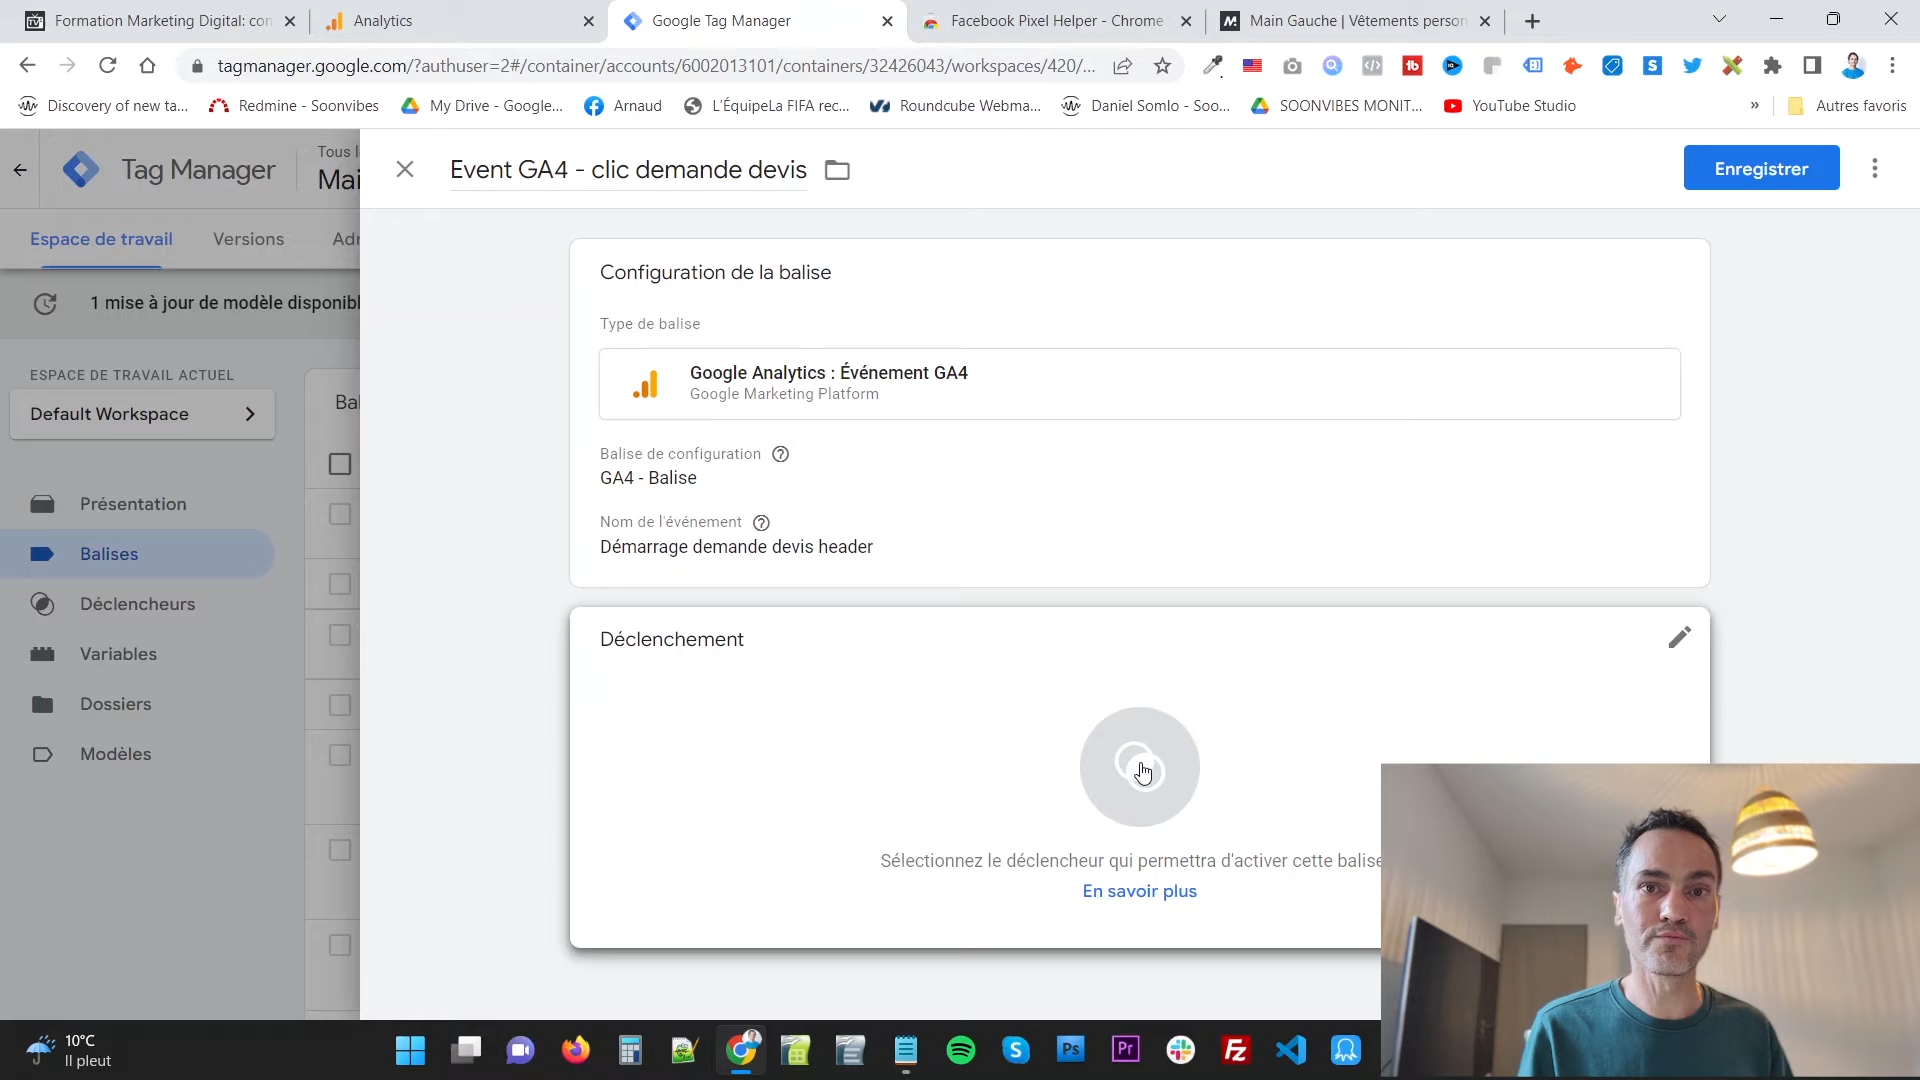 Formation Marketing Digital: con
Analytics
Google Tag Manager
Facebook Pixel Helper - Chrome
Main Gauche | Vêtements person
tagmanager.google.com/?authuser=2#/container/accounts/6002013101/containers/32426043/workspaces/420/...
Discovery of new ta...
Redmine - Soonvibes
My Drive - Google...
Arnaud
L'ÉquipeLa FIFA rec...
Roundcube Webma...
Daniel Somlo - Soo...
SOONVIBES MONIT...
YouTube Studio
»
Autres favoris
Tag Manager
Tous l
Mai
Event GA4 - clic demande devis
Enregistrer
Espace de travail
Versions
Adr
1 mise à jour de modèle disponibl
ESPACE DE TRAVAIL ACTUEL
Default Workspace
Bal
Présentation
Balises
Déclencheurs
Variables
Dossiers
Modèles
Configuration de la balise
Type de balise
Google Analytics : Événement GA4
Google Marketing Platform
Balise de configuration
GA4 - Balise
Nom de l'événement
Démarrage demande devis header
Déclenchement
Sélectionnez le déclencheur qui permettra d'activer cette balise
En savoir plus
10°C
Il pleut